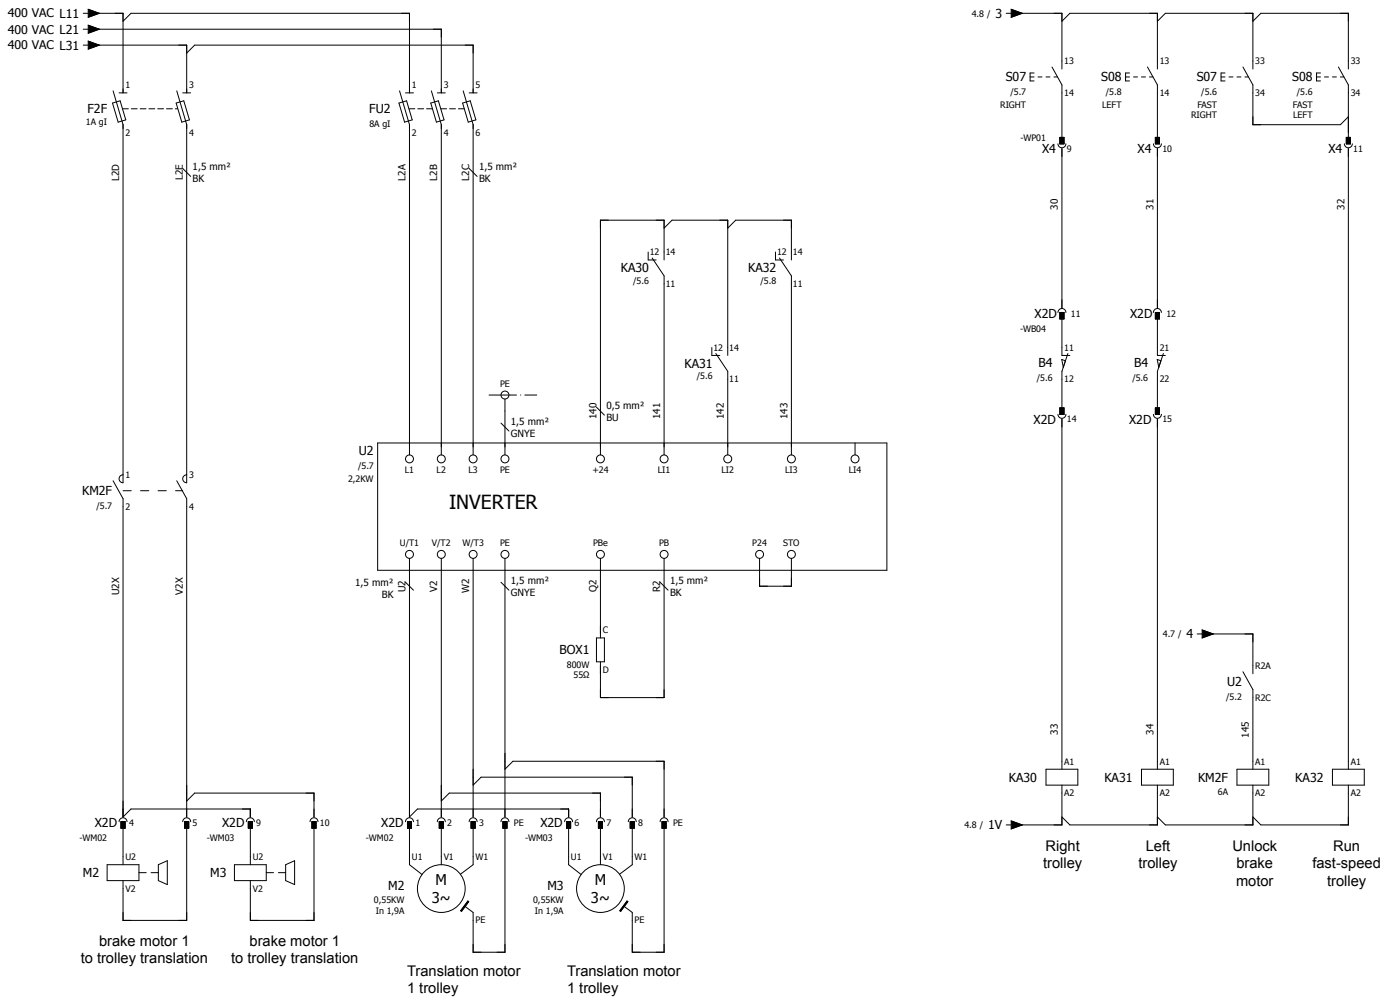 400 VAC L11
400 VAC L21
400 VAC L31
4.8 / 3
1
3
1
3
5
F2F
1A gI
FU2
8A gI
2
4
2
4
6
L2D
L2E
1,5 mm²
BK
L2A
L2B
L2C
1,5 mm²
BK
13
S07
/5.7
RIGHT
14
13
S08
/5.8
LEFT
14
33
S07
/5.6
FAST
RIGHT
34
33
S08
/5.6
FAST
LEFT
34
-WP01
X4 9
X4 10
X4 11
30
31
32
12 14
KA30
/5.6
11
12 14
KA32
/5.8
11
12 14
KA31
/5.6
11
X2D 11
-WB04
X2D 12
11
B4
/5.6
12
21
B4
/5.6
22
X2D 14
X2D 15
PE
1,5 mm²
GNYE
140
0,5 mm²
BU
141
142
143
U2
/5.7
2,2KW
L1
L2
L3
PE
+24
LI1
LI2
LI3
LI4
INVERTER
U/T1
V/T2
W/T3
PE
PBe
PB
P24
STO
1
3
KM2F
/5.7
2
4
U2X
V2X
1,5 mm²
BK
U2
V2
W2
1,5 mm²
GNYE
Q2
R2
1,5 mm²
BK
C
BOX1
800W
55Ω
D
4.7 / 4
R2A
U2
/5.2
R2C
33
34
145
A1
KA30
A2
A1
KA31
A2
A1
KM2F
6A
A2
A1
KA32
A2
4.8 / 1V
Right
trolley
Left
trolley
Unlock
brake
motor
Run
fast-speed
trolley
X2D 4
-WM02
5
X2D 9
-WM03
10
X2D 1
-WM02
2
3
PE
X2D 6
-WM03
7
8
PE
U2
M2
V2
U2
M3
V2
U1
V1
W1
M2
0,55KW
In 1,9A
M
3~
PE
U1
V1
W1
M3
0,55KW
In 1,9A
M
3~
PE
brake motor 1
to trolley translation
brake motor 1
to trolley translation
Translation motor
1 trolley
Translation motor
1 trolley